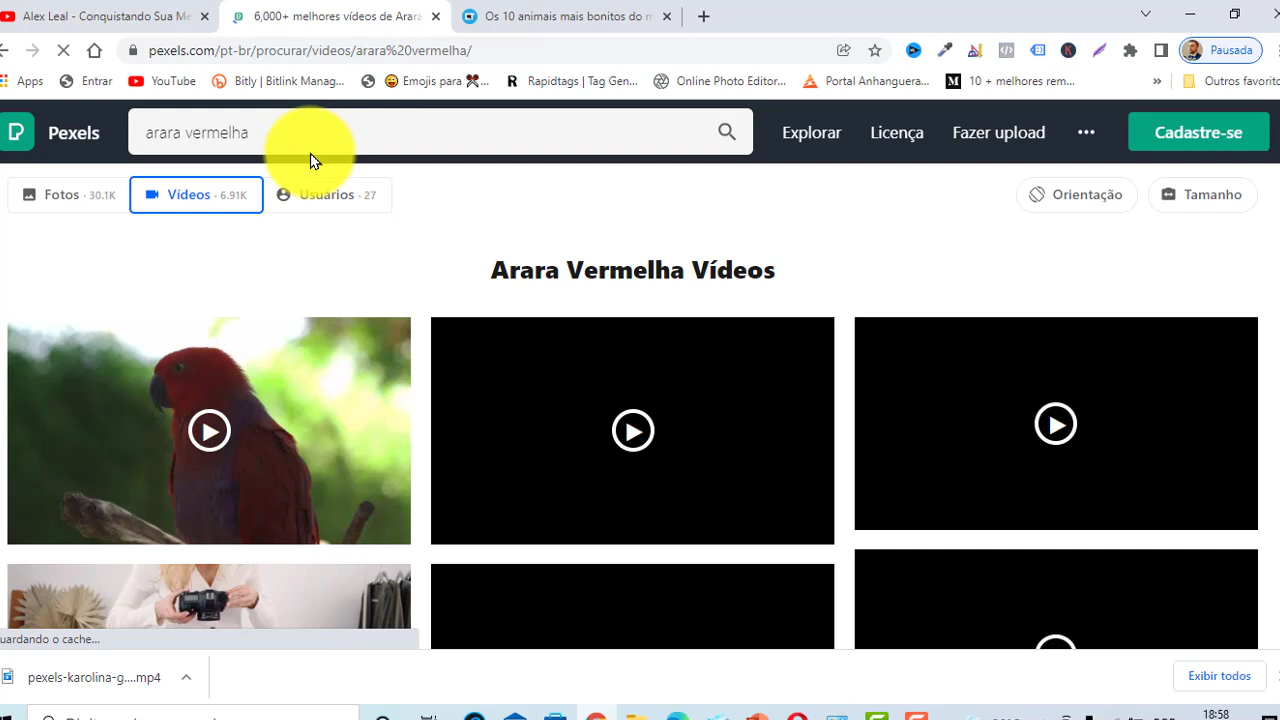 Alex Leal - Conquistando Sua Me
6,000+ melhores vídeos de Arara
Os 10 animais mais bonitos do m
pexels.com/pt-br/procurar/videos/arara%20vermelha/
Pausada
Apps
Entrar
YouTube
Bitly | Bitlink Manag...
Emojis para
Rapidtags | Tag Gen...
Online Photo Editor...
Portal Anhanguera...
10 + melhores rem...
»
Outros favorito
Pexels
arara vermelha
Explorar
Licença
Fazer upload
Cadastre-se
Fotos · 30.1K
Vídeos · 6.91K
Usuários · 27
Orientação
Tamanho
Arara Vermelha Vídeos
uardando o cache...
pexels-karolina-g....mp4
Exibir todos
18:58